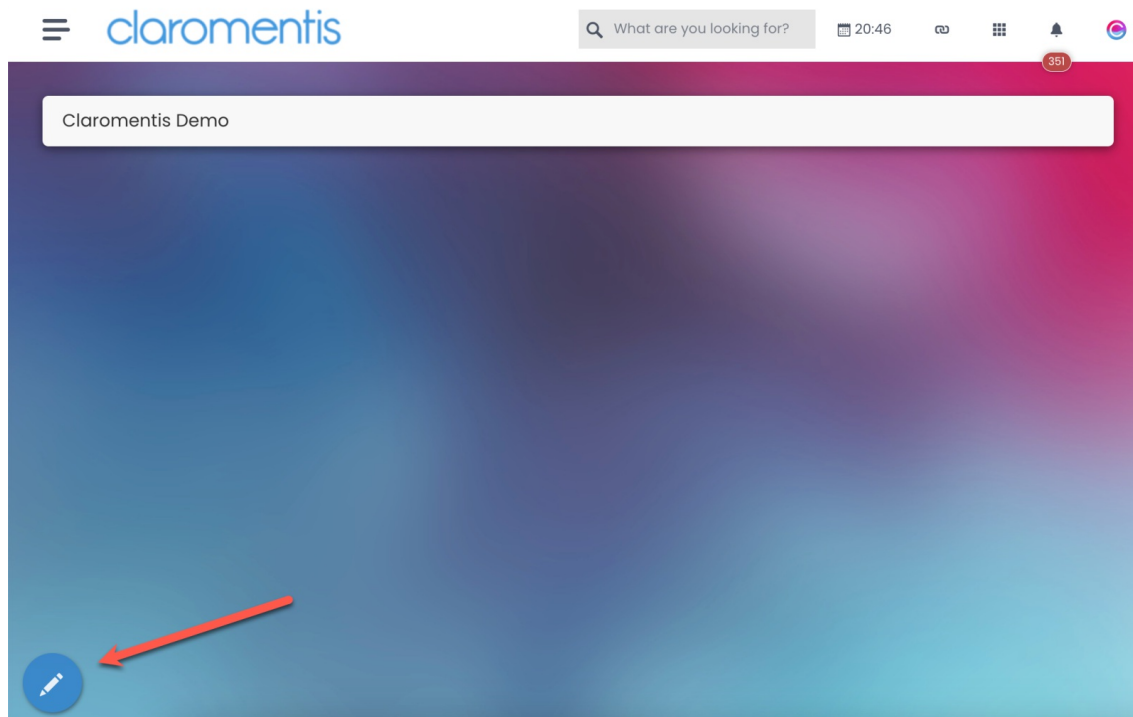 claromentis
What are you looking for?
20:46
351
Claromentis Demo